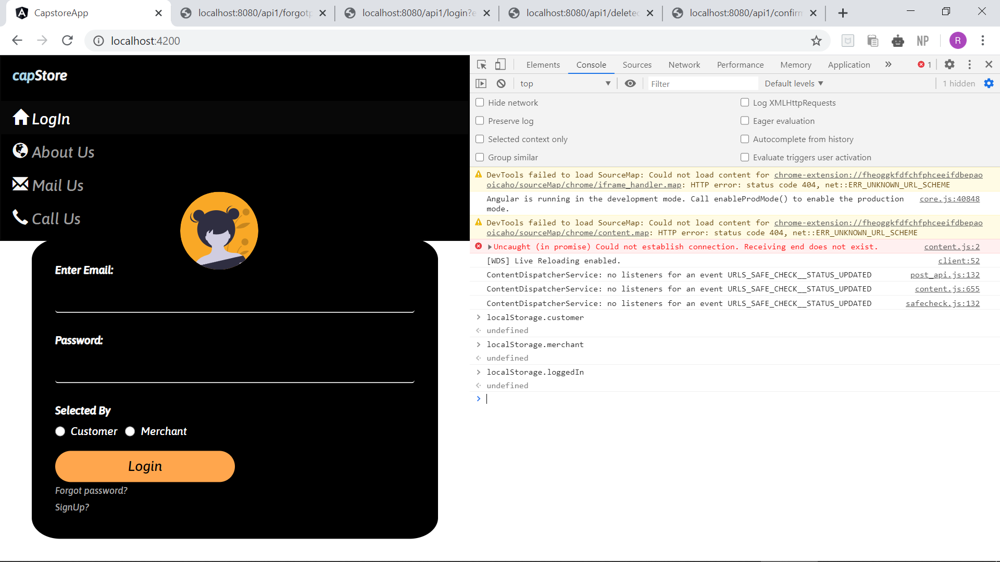 CapstoreApp
localhost:8080/api1/forgotp
localhost:8080/api1/login?e
localhost:8080/api1/deleted
localhost:8080/api1/confirm
localhost:4200
NP
R
capStore
LogIn
About Us
Mail Us
Call Us
Enter Email:
Password:
Selected By
Customer Merchant
Login
Forgot password?
SignUp?
Elements Console Sources Network Performance Memory Application » 1
top Filter Default levels 1 hidden
Hide network Log XMLHttpRequests
Preserve log Eager evaluation
Selected context only Autocomplete from history
Group similar Evaluate triggers user activation
DevTools failed to load SourceMap: Could not load content for chrome-extension://fheoggkfdfchfphceeifdbepao
oicaho/sourceMap/chrome/iframe_handler.map: HTTP error: status code 404, net::ERR_UNKNOWN_URL_SCHEME
Angular is running in the development mode. Call enableProdMode() to enable the production core.js:40848
mode.
DevTools failed to load SourceMap: Could not load content for chrome-extension://fheoggkfdfchfphceeifdbepao
oicaho/sourceMap/chrome/content.map: HTTP error: status code 404, net::ERR_UNKNOWN_URL_SCHEME
Uncaught (in promise) Could not establish connection. Receiving end does not exist. content.js:2
[WDS] Live Reloading enabled. client:52
ContentDispatcherService: no listeners for an event URLS_SAFE_CHECK__STATUS_UPDATED post_api.js:132
ContentDispatcherService: no listeners for an event URLS_SAFE_CHECK__STATUS_UPDATED content.js:655
ContentDispatcherService: no listeners for an event URLS_SAFE_CHECK__STATUS_UPDATED safecheck.js:132
localStorage.customer
undefined
localStorage.merchant
undefined
localStorage.loggedIn
undefined